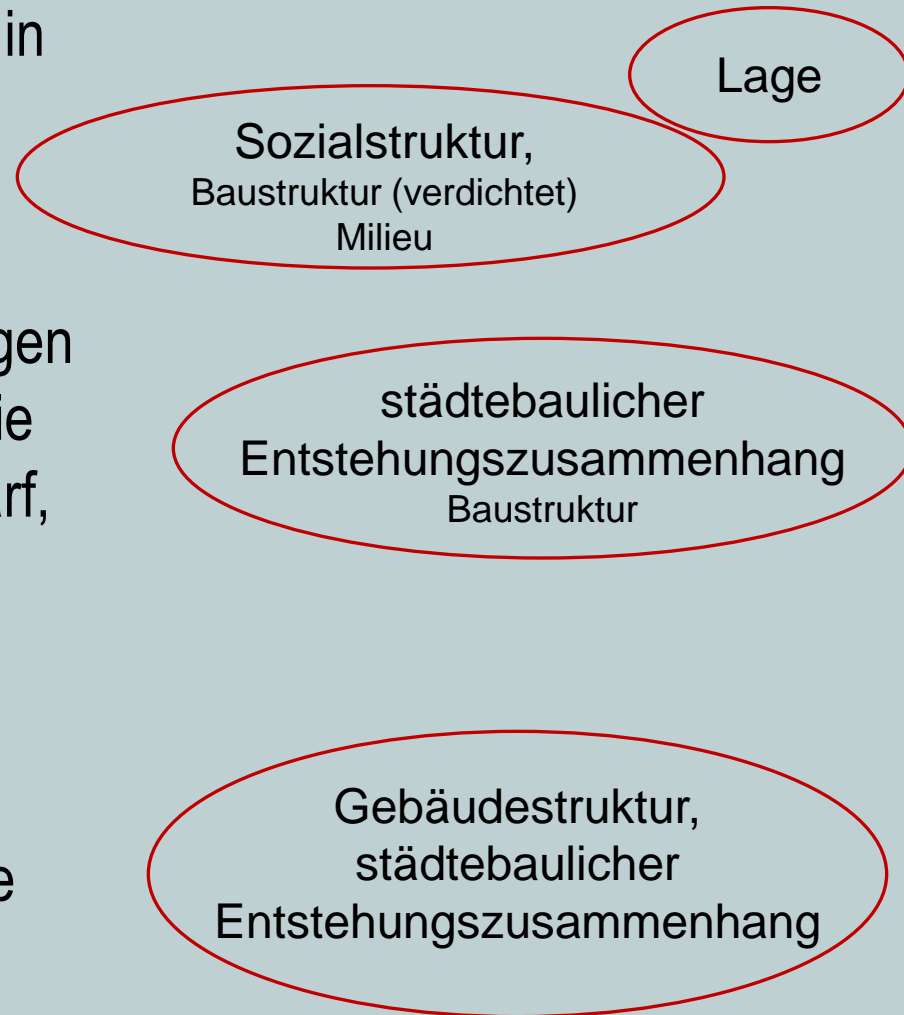 in
Lage
Sozialstruktur,
Baustruktur (verdichtet)
Milieu
gen
ie
rf,
städtebaulicher
Entstehungszusammenhang
Baustruktur
e
Gebäudestruktur,
städtebaulicher
Entstehungszusammenhang